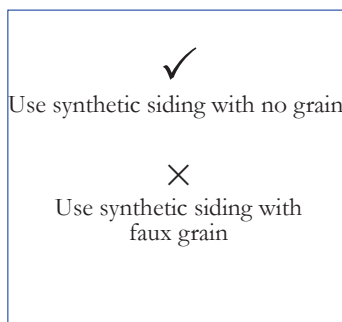 ✓
Use synthetic siding with no grain
×
Use synthetic siding with
faux grain